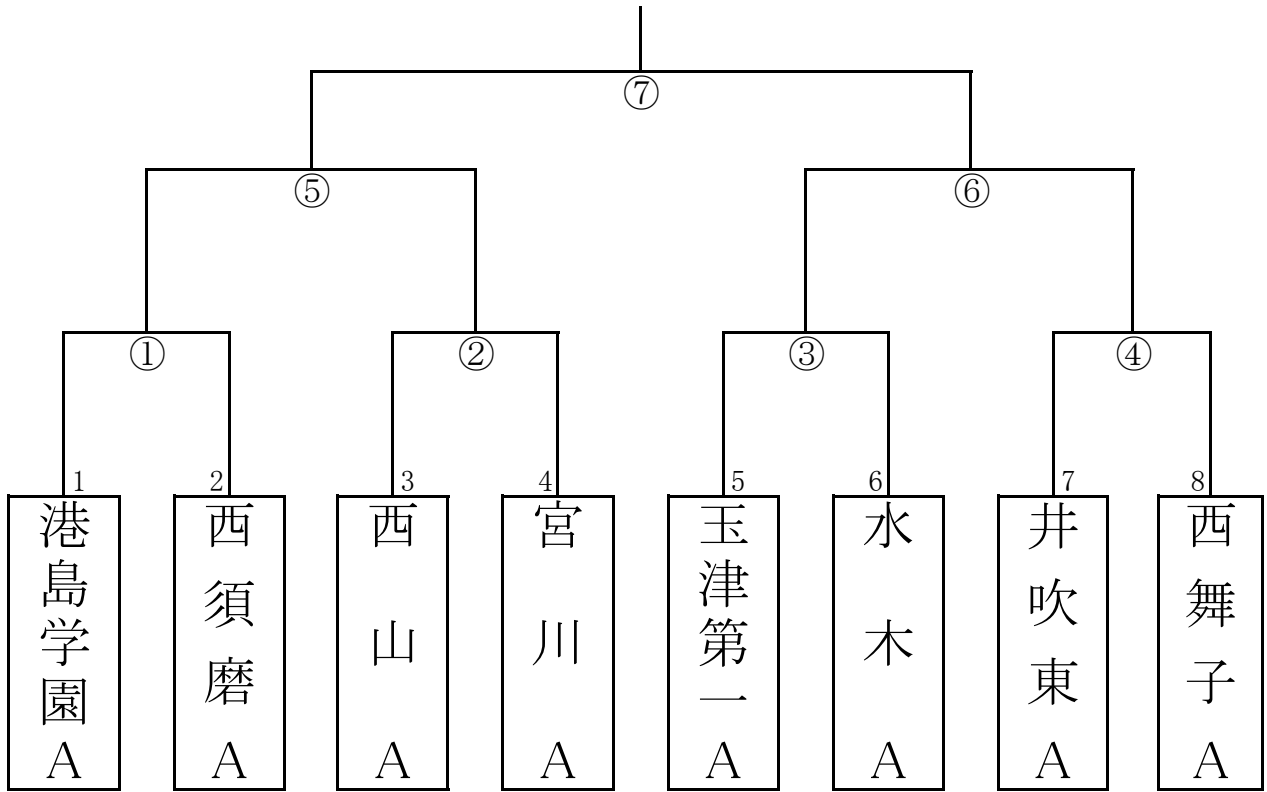 ⑦
⑤ ⑥
① ② ③ ④
1 2 3 4 5 6 7 8
港島学園A
西須磨A
西山A
宮川A
玉津第一A
水木A
井吹東A
西舞子A